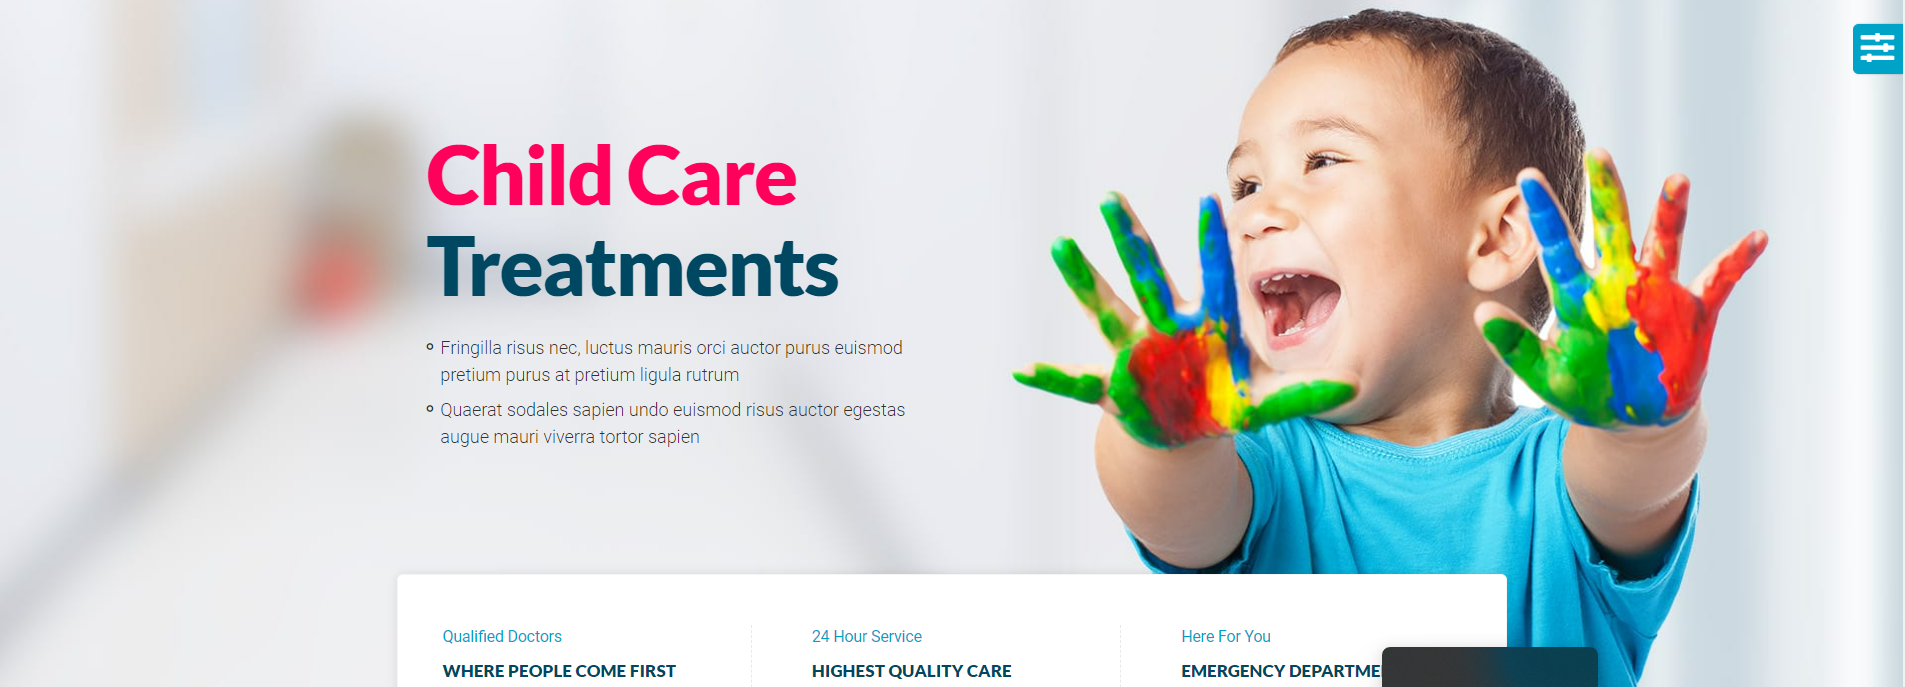 Child Care
Treatments
Fringilla risus nec, luctus mauris orci auctor purus euismod
pretium purus at pretium ligula rutrum
Quaerat sodales sapien undo euismod risus auctor egestas
augue mauri viverra tortor sapien
Qualified Doctors
WHERE PEOPLE COME FIRST
24 Hour Service
HIGHEST QUALITY CARE
Here For You
EMERGENCY DEPARTME